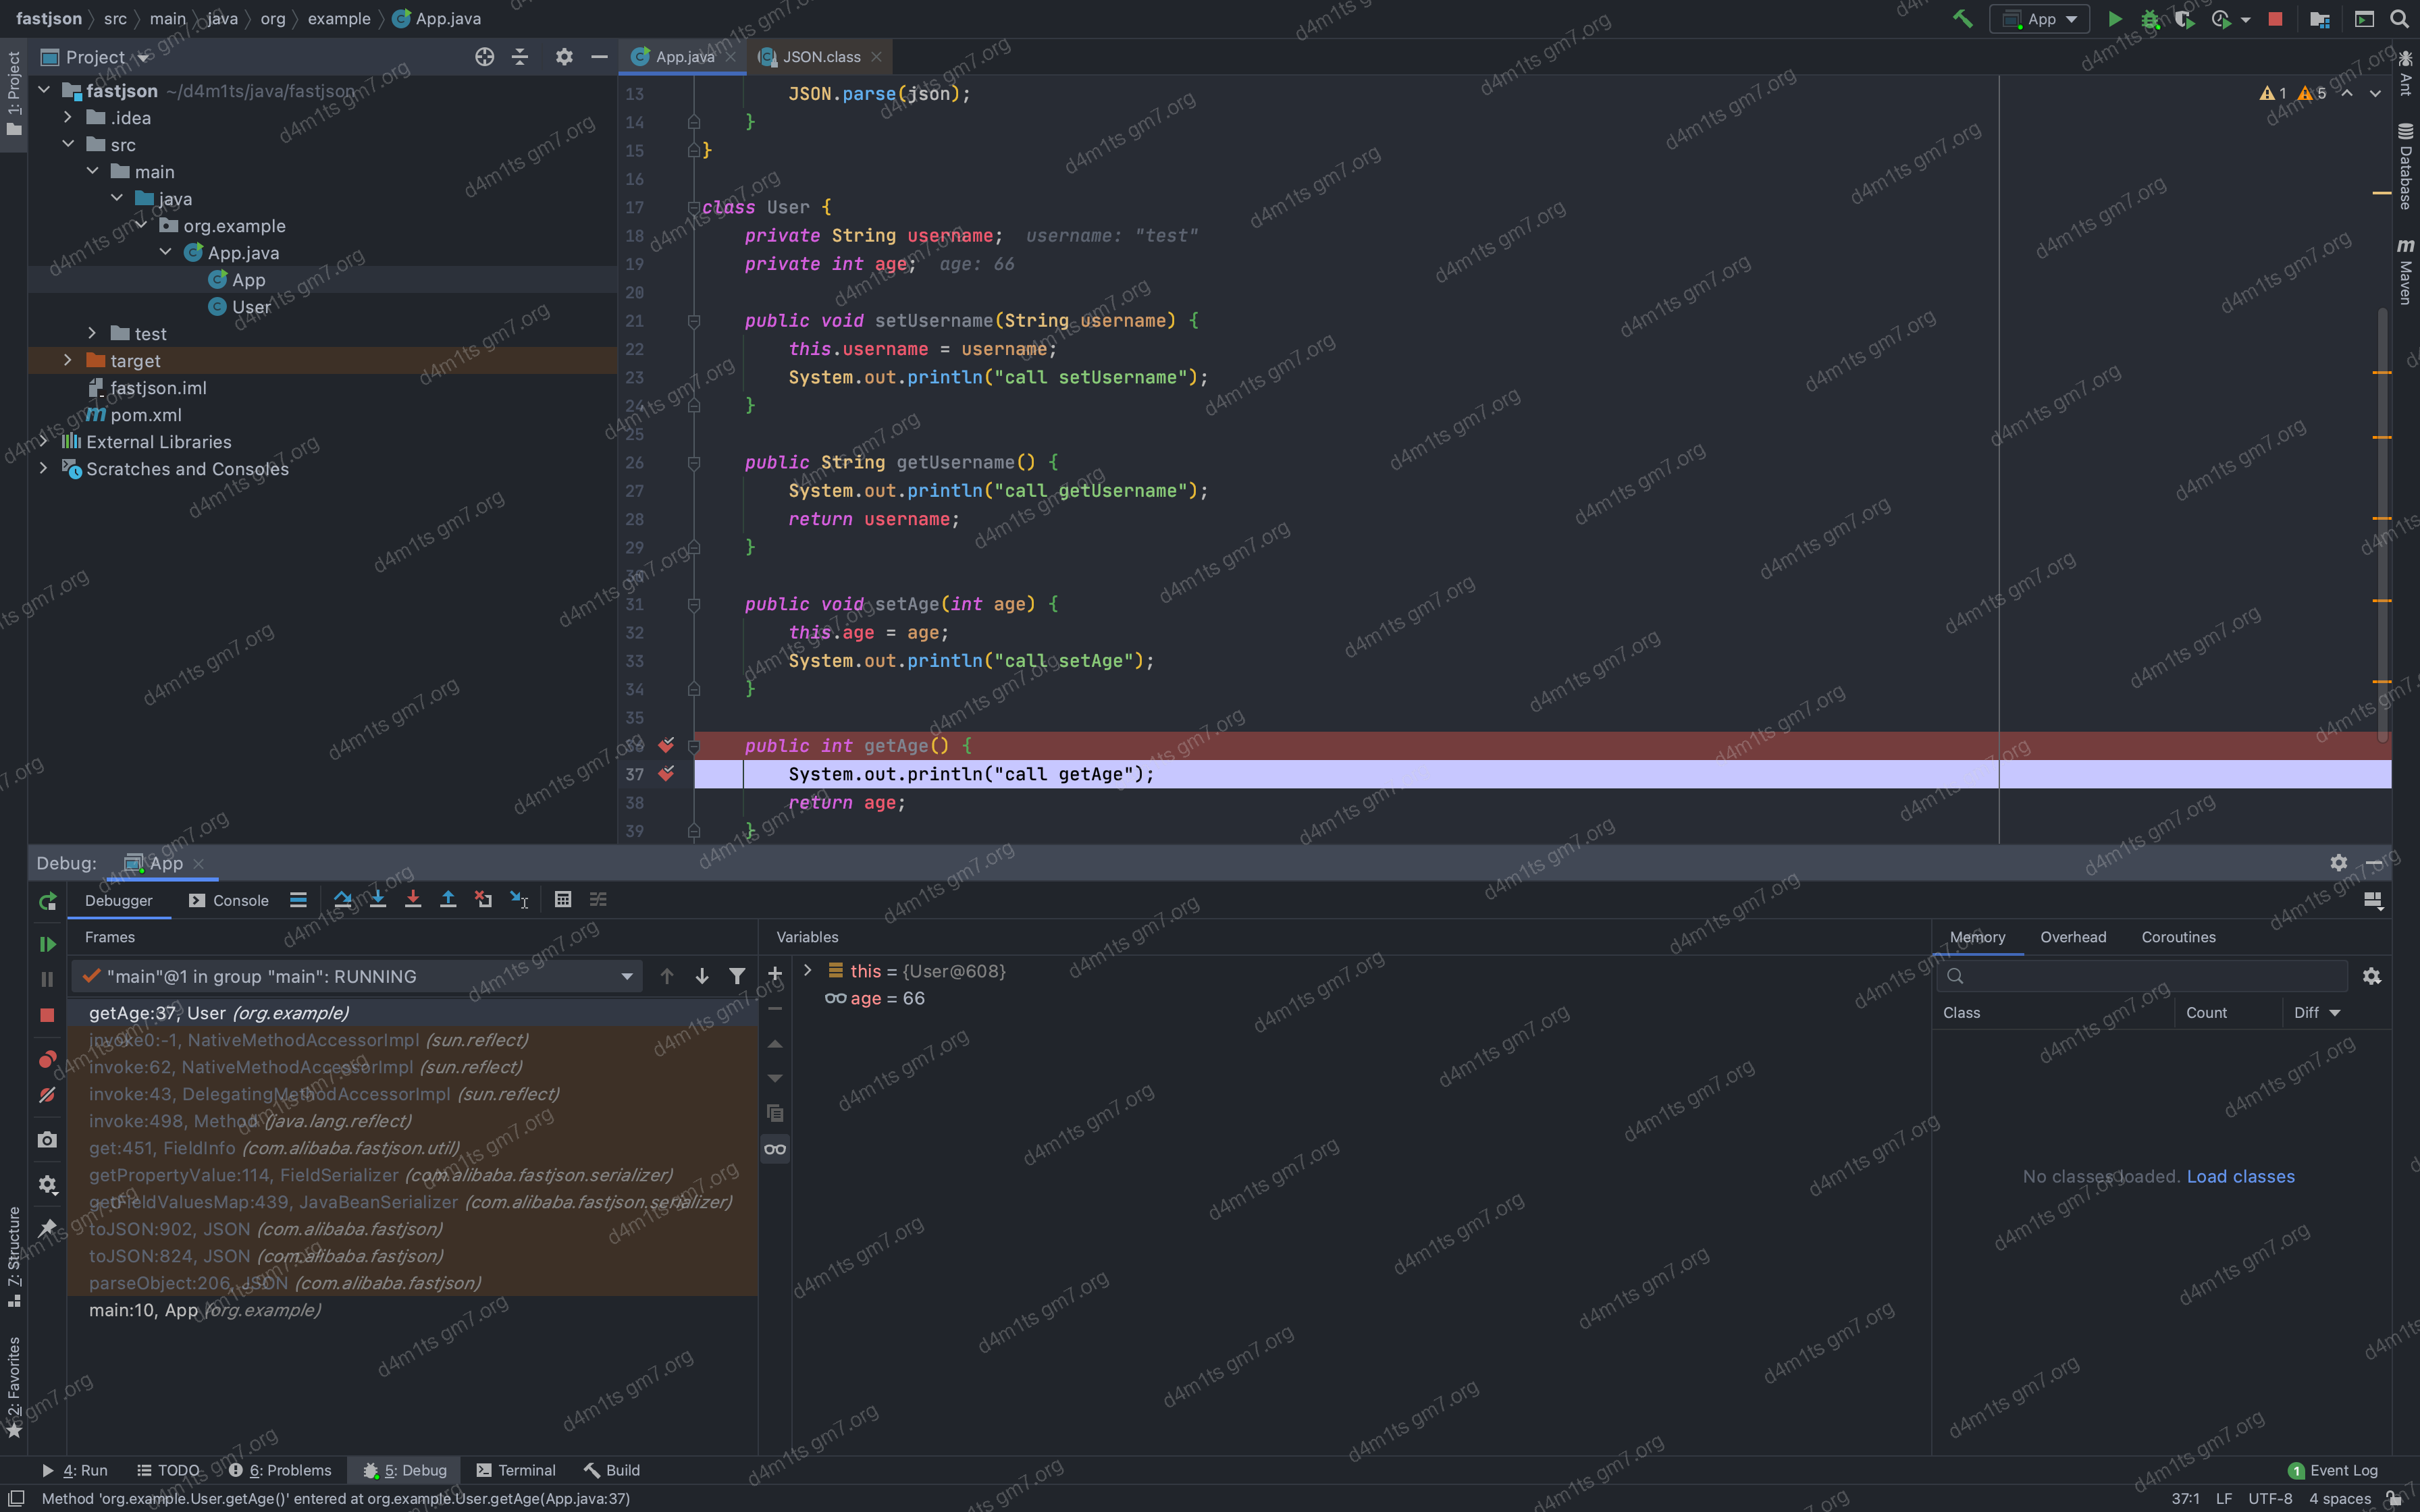 fastjson src main java org example App.java
App
1: Project
Project
App.java
JSON.class
fastjson ~/d4m1ts/java/fastjson
.idea
src
main
java
org.example
App.java
App
User
test
target
fastjson.iml
pom.xml
External Libraries
Scratches and Consoles
1 5
13 JSON.parse(json);
14 }
15 }
16
17 class User {
18 private String username; username: "test"
19 private int age; age: 66
20
21 public void setUsername(String username) {
22 this.username = username;
23 System.out.println("call setUsername");
24 }
25
26 public String getUsername() {
27 System.out.println("call getUsername");
28 return username;
29 }
30
31 public void setAge(int age) {
32 this.age = age;
33 System.out.println("call setAge");
34 }
35
36 public int getAge() {
37 System.out.println("call getAge");
38 return age;
39 }
Ant
Database
Maven
Debug: App
Debugger Console
Frames
"main"@1 in group "main": RUNNING
getAge:37, User (org.example)
invoke0:-1, NativeMethodAccessorImpl (sun.reflect)
invoke:62, NativeMethodAccessorImpl (sun.reflect)
invoke:43, DelegatingMethodAccessorImpl (sun.reflect)
invoke:498, Method (java.lang.reflect)
get:451, FieldInfo (com.alibaba.fastjson.util)
getPropertyValue:114, FieldSerializer (com.alibaba.fastjson.serializer)
getFieldValuesMap:439, JavaBeanSerializer (com.alibaba.fastjson.serializer)
toJSON:902, JSON (com.alibaba.fastjson)
toJSON:824, JSON (com.alibaba.fastjson)
parseObject:206, JSON (com.alibaba.fastjson)
main:10, App (org.example)
Variables
this = {User@608}
age = 66
Memory Overhead Coroutines
Class Count Diff
No classes loaded. Load classes
7: Structure
2: Favorites
4: Run TODO 6: Problems 5: Debug Terminal Build
1 Event Log
Method 'org.example.User.getAge()' entered at org.example.User.getAge(App.java:37)
37:1 LF UTF-8 4 spaces
d4m1ts gm7.org